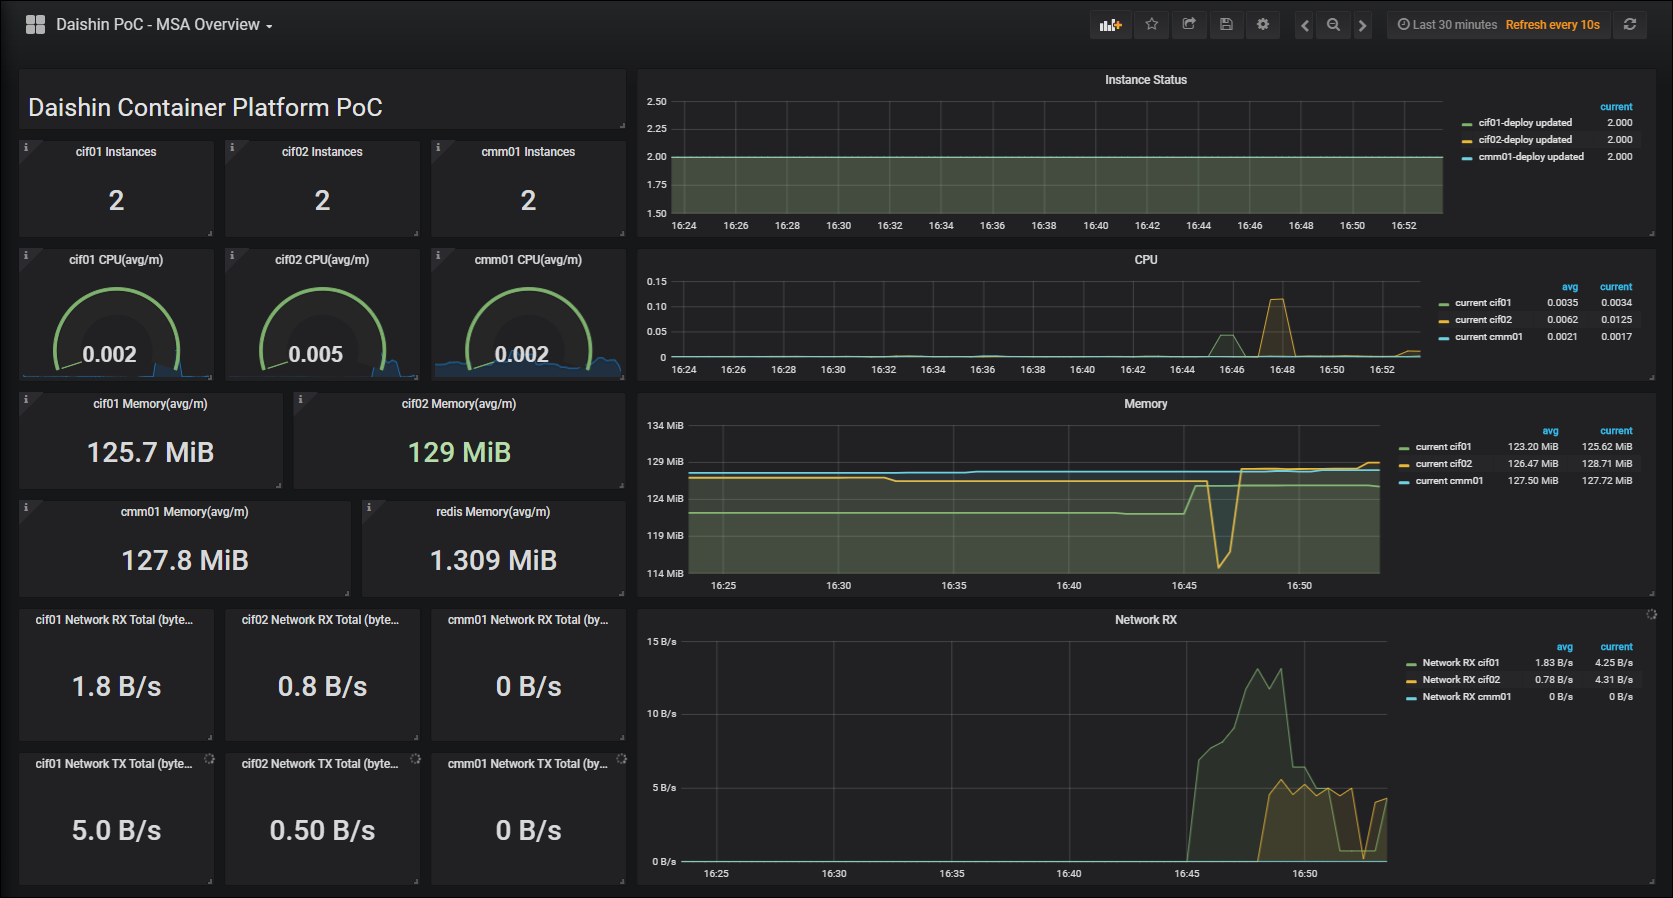 Daishin PoC - MSA Overview
Last 30 minutes Refresh every 10s
Daishin Container Platform PoC
cif01 Instances
2
cif02 Instances
2
cmm01 Instances
2
cif01 CPU(avg/m)
0.002
cif02 CPU(avg/m)
0.005
cmm01 CPU(avg/m)
0.002
cif01 Memory(avg/m)
125.7 MiB
cif02 Memory(avg/m)
129 MiB
cmm01 Memory(avg/m)
127.8 MiB
redis Memory(avg/m)
1.309 MiB
cif01 Network RX Total (byte...
1.8 B/s
cif02 Network RX Total (byte...
0.8 B/s
cmm01 Network RX Total (by...
0 B/s
cif01 Network TX Total (byte...
5.0 B/s
cif02 Network TX Total (byte...
0.50 B/s
cmm01 Network TX Total (by...
0 B/s
Instance Status
2.50
2.25
2.00
1.75
1.50
16:24 16:26 16:28 16:30 16:32 16:34 16:36 16:38 16:40 16:42 16:44 16:46 16:48 16:50 16:52
current
cif01-deploy updated 2.000
cif02-deploy updated 2.000
cmm01-deploy updated 2.000
CPU
0.15
0.10
0.05
0
16:24 16:26 16:28 16:30 16:32 16:34 16:36 16:38 16:40 16:42 16:44 16:46 16:48 16:50 16:52
avg current
current cif01 0.0035 0.0034
current cif02 0.0062 0.0125
current cmm01 0.0021 0.0017
Memory
134 MiB
129 MiB
124 MiB
119 MiB
114 MiB
16:25 16:30 16:35 16:40 16:45 16:50
avg current
current cif01 123.20 MiB 125.62 MiB
current cif02 126.47 MiB 128.71 MiB
current cmm01 127.50 MiB 127.72 MiB
Network RX
15 B/s
10 B/s
5 B/s
0 B/s
16:25 16:30 16:35 16:40 16:45 16:50
avg current
Network RX cif01 1.83 B/s 4.25 B/s
Network RX cif02 0.78 B/s 4.31 B/s
Network RX cmm01 0 B/s 0 B/s